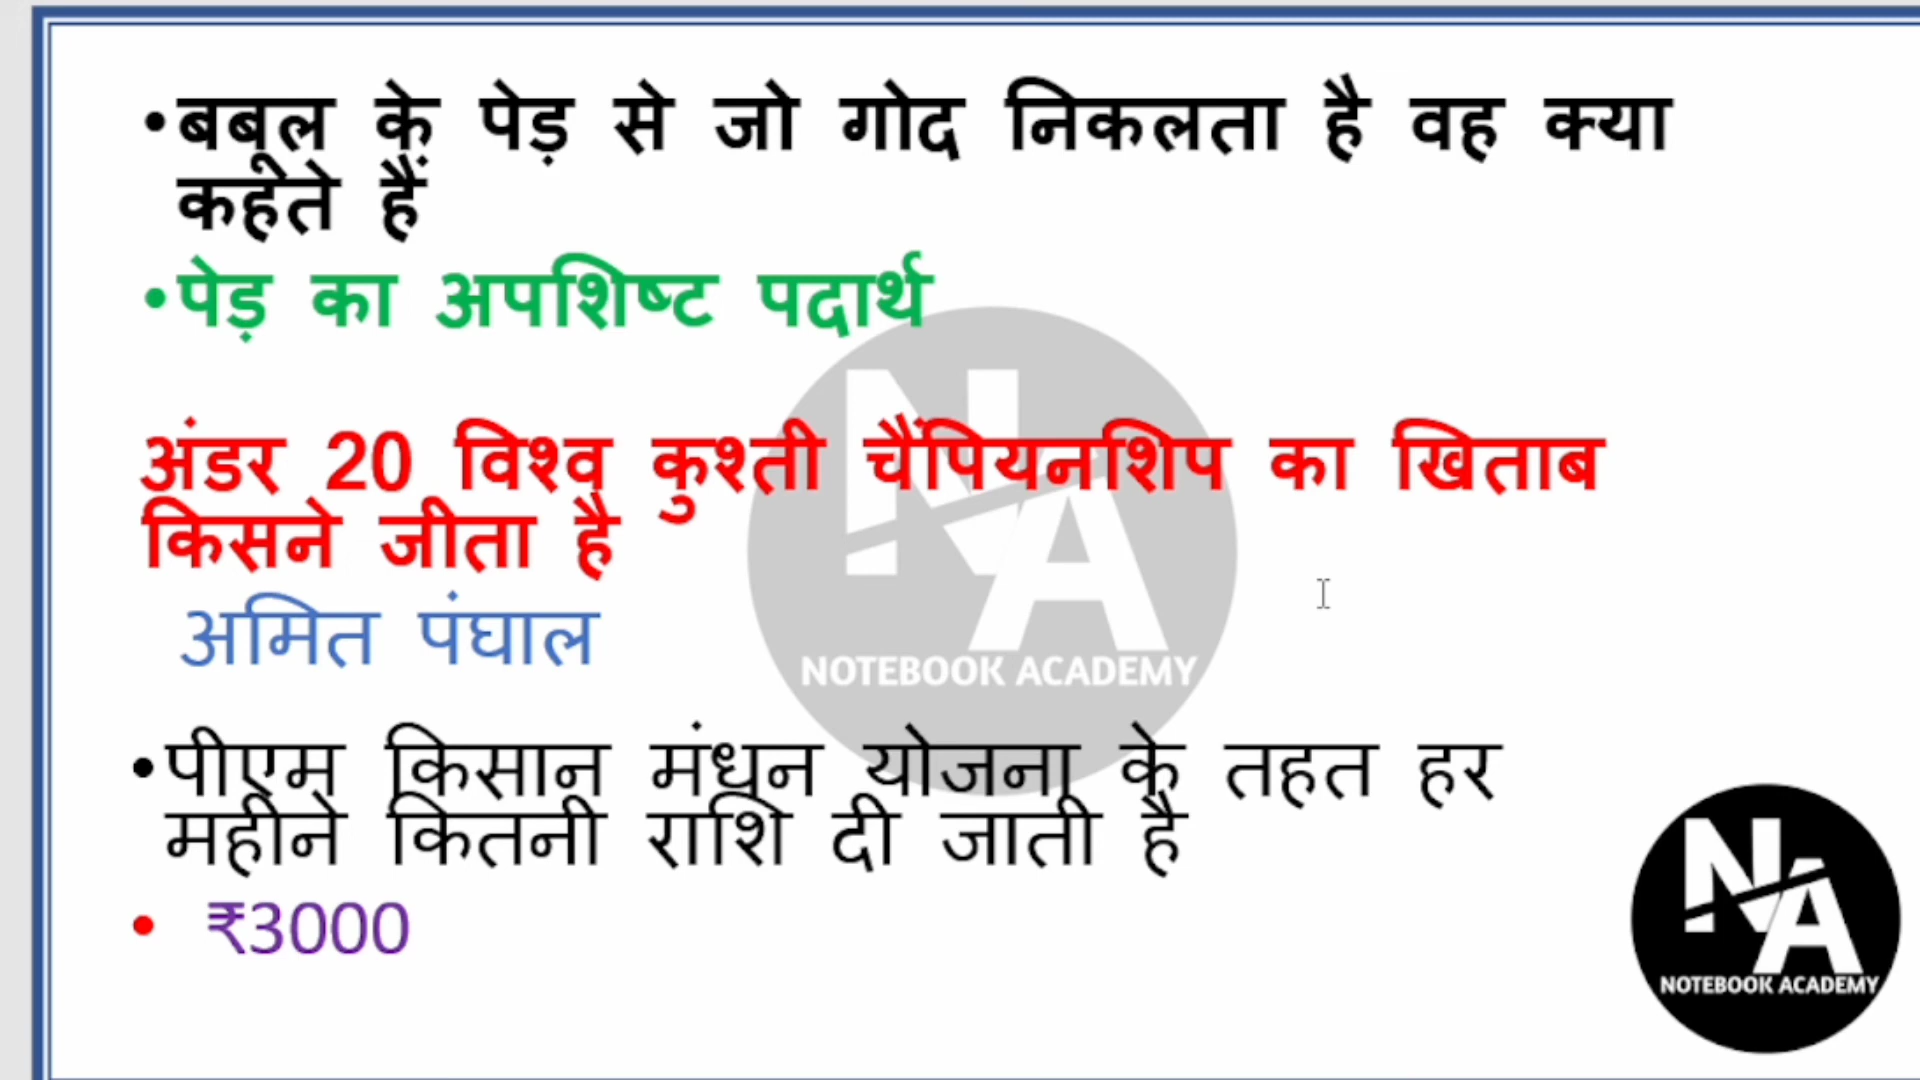 •बबूल के पेड़ से जो गोद निकलता है वह क्या
कहते हैं
•पेड़ का अपशिष्ट पदार्थ
अंडर 20 विश्व कुश्ती चैंपियनशिप का खिताब
किसने जीता है
अमित पंघाल
NOTEBOOK ACADEMY
•पीएम किसान मंधन योजना के तहत हर
महीने कितनी राशि दी जाती है
• ₹3000
NA
NOTEBOOK ACADEMY